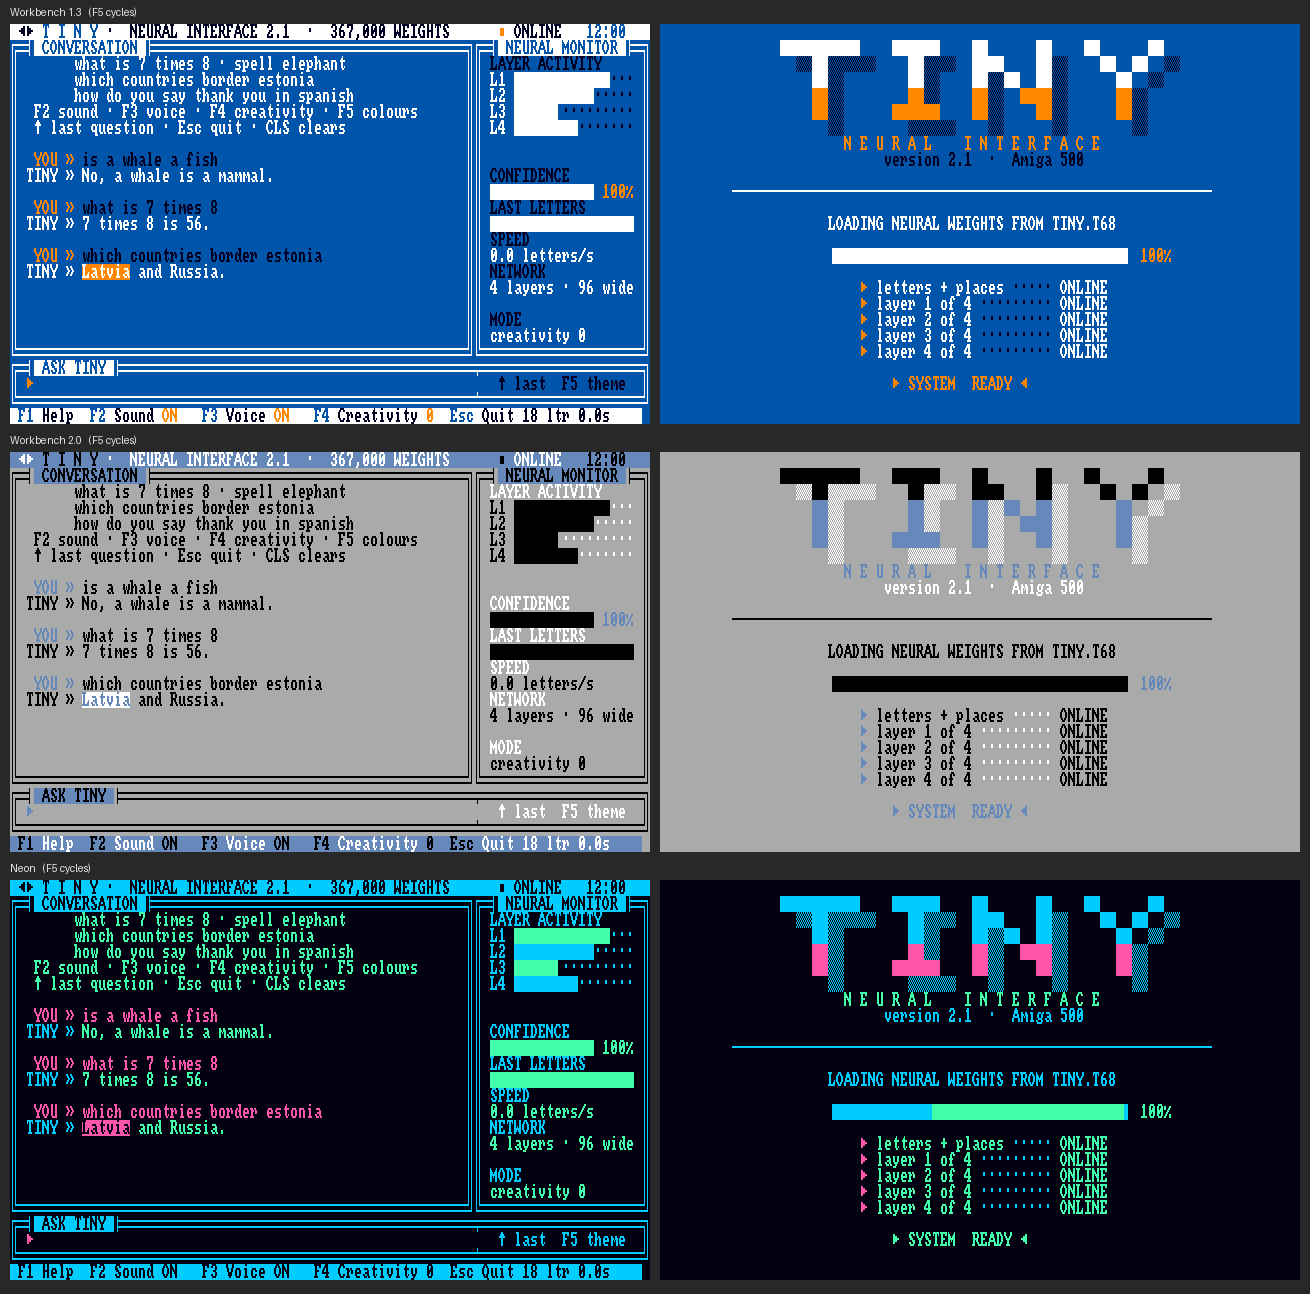 Workbench 1.3 (F5 cycles)
T I N Y · NEURAL INTERFACE 2.1 · 367,000 WEIGHTS ONLINE 12:00
CONVERSATION
what is 7 times 8 · spell elephant
which countries border estonia
how do you say thank you in spanish
F2 sound · F3 voice · F4 creativity · F5 colours
↑ last question · Esc quit · CLS clears
YOU » is a whale a fish
TINY » No, a whale is a mammal.
YOU » what is 7 times 8
TINY » 7 times 8 is 56.
YOU » which countries border estonia
TINY » Latvia and Russia.
NEURAL MONITOR
LAYER ACTIVITY
L1
L2
L3
L4
CONFIDENCE
100%
LAST LETTERS
SPEED
0.0 letters/s
NETWORK
4 layers · 96 wide
MODE
creativity 0
ASK TINY
↑ last F5 theme
F1 Help F2 Sound ON F3 Voice ON F4 Creativity 0 Esc Quit 18 ltr 0.0s
TINY
NEURAL INTERFACE
version 2.1 · Amiga 500
LOADING NEURAL WEIGHTS FROM TINY.T68
100%
letters + places ····· ONLINE
layer 1 of 4 ········· ONLINE
layer 2 of 4 ········· ONLINE
layer 3 of 4 ········· ONLINE
layer 4 of 4 ········· ONLINE
SYSTEM READY
Workbench 2.0 (F5 cycles)
T I N Y · NEURAL INTERFACE 2.1 · 367,000 WEIGHTS ONLINE 12:00
CONVERSATION
what is 7 times 8 · spell elephant
which countries border estonia
how do you say thank you in spanish
F2 sound · F3 voice · F4 creativity · F5 colours
↑ last question · Esc quit · CLS clears
YOU » is a whale a fish
TINY » No, a whale is a mammal.
YOU » what is 7 times 8
TINY » 7 times 8 is 56.
YOU » which countries border estonia
TINY » Latvia and Russia.
NEURAL MONITOR
LAYER ACTIVITY
L1
L2
L3
L4
CONFIDENCE
100%
LAST LETTERS
SPEED
0.0 letters/s
NETWORK
4 layers · 96 wide
MODE
creativity 0
ASK TINY
↑ last F5 theme
F1 Help F2 Sound ON F3 Voice ON F4 Creativity 0 Esc Quit 18 ltr 0.0s
TINY
NEURAL INTERFACE
version 2.1 · Amiga 500
LOADING NEURAL WEIGHTS FROM TINY.T68
100%
letters + places ····· ONLINE
layer 1 of 4 ········· ONLINE
layer 2 of 4 ········· ONLINE
layer 3 of 4 ········· ONLINE
layer 4 of 4 ········· ONLINE
SYSTEM READY
Neon (F5 cycles)
T I N Y · NEURAL INTERFACE 2.1 · 367,000 WEIGHTS ONLINE 12:00
CONVERSATION
what is 7 times 8 · spell elephant
which countries border estonia
how do you say thank you in spanish
F2 sound · F3 voice · F4 creativity · F5 colours
↑ last question · Esc quit · CLS clears
YOU » is a whale a fish
TINY » No, a whale is a mammal.
YOU » what is 7 times 8
TINY » 7 times 8 is 56.
YOU » which countries border estonia
TINY » Latvia and Russia.
NEURAL MONITOR
LAYER ACTIVITY
L1
L2
L3
L4
CONFIDENCE
100%
LAST LETTERS
SPEED
0.0 letters/s
NETWORK
4 layers · 96 wide
MODE
creativity 0
ASK TINY
↑ last F5 theme
F1 Help F2 Sound ON F3 Voice ON F4 Creativity 0 Esc Quit 18 ltr 0.0s
TINY
NEURAL INTERFACE
version 2.1 · Amiga 500
LOADING NEURAL WEIGHTS FROM TINY.T68
100%
letters + places ····· ONLINE
layer 1 of 4 ········· ONLINE
layer 2 of 4 ········· ONLINE
layer 3 of 4 ········· ONLINE
layer 4 of 4 ········· ONLINE
SYSTEM READY